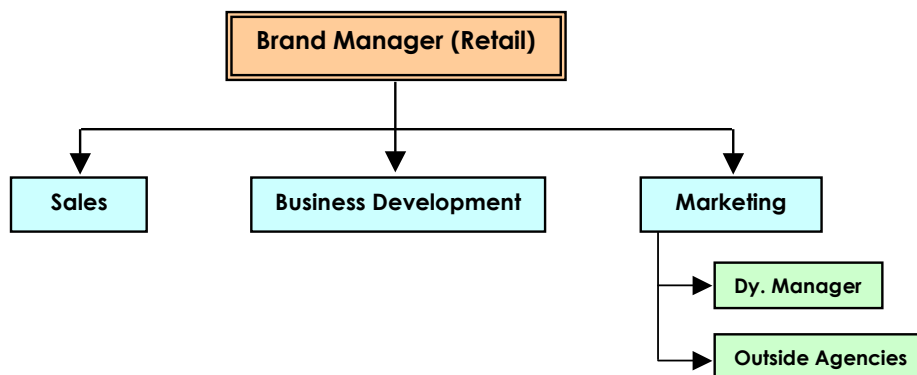 Brand Manager (Retail)
Sales
Business Development
Marketing
Dy. Manager
Outside Agencies